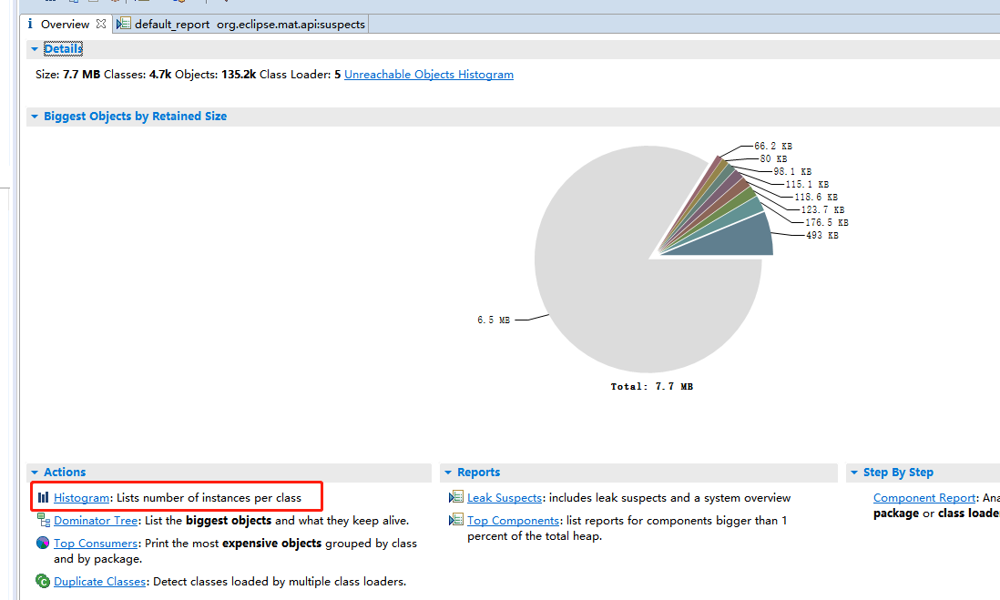 Overview default_report org.eclipse.mat.api:suspects
Details
Size: 7.7 MB Classes: 4.7k Objects: 135.2k Class Loader: 5 Unreachable Objects Histogram
Biggest Objects by Retained Size
66.2 KB
80 KB
98.1 KB
115.1 KB
118.6 KB
123.7 KB
176.5 KB
493 KB
6.5 MB
Total: 7.7 MB
Actions
Histogram: Lists number of instances per class
Dominator Tree: List the biggest objects and what they keep alive.
Top Consumers: Print the most expensive objects grouped by class
and by package.
Duplicate Classes: Detect classes loaded by multiple class loaders.
Reports
Leak Suspects: includes leak suspects and a system overview
Top Components: list reports for components bigger than 1
percent of the total heap.
Step By Step
Component Report: Ana
package or class loade